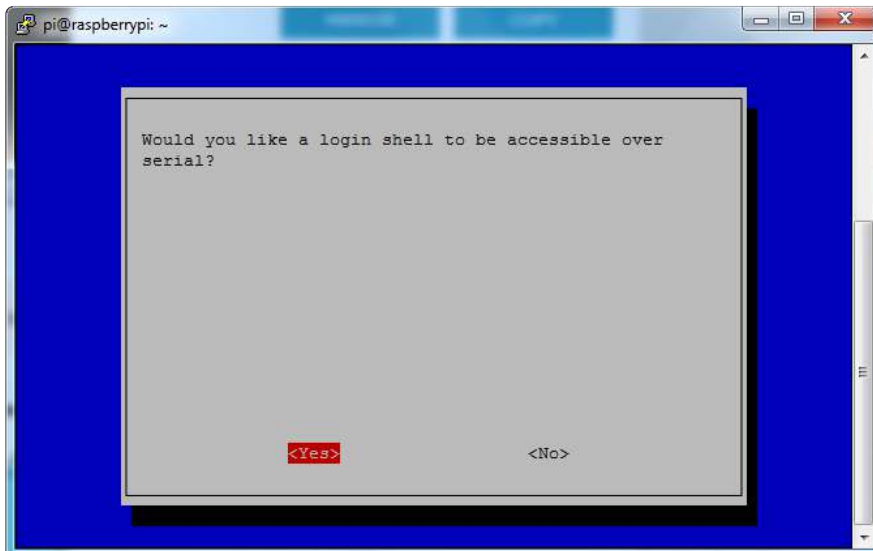 pi@raspberrypi: ~
Would you like a login shell to be accessible over
serial?
<Yes> <No>